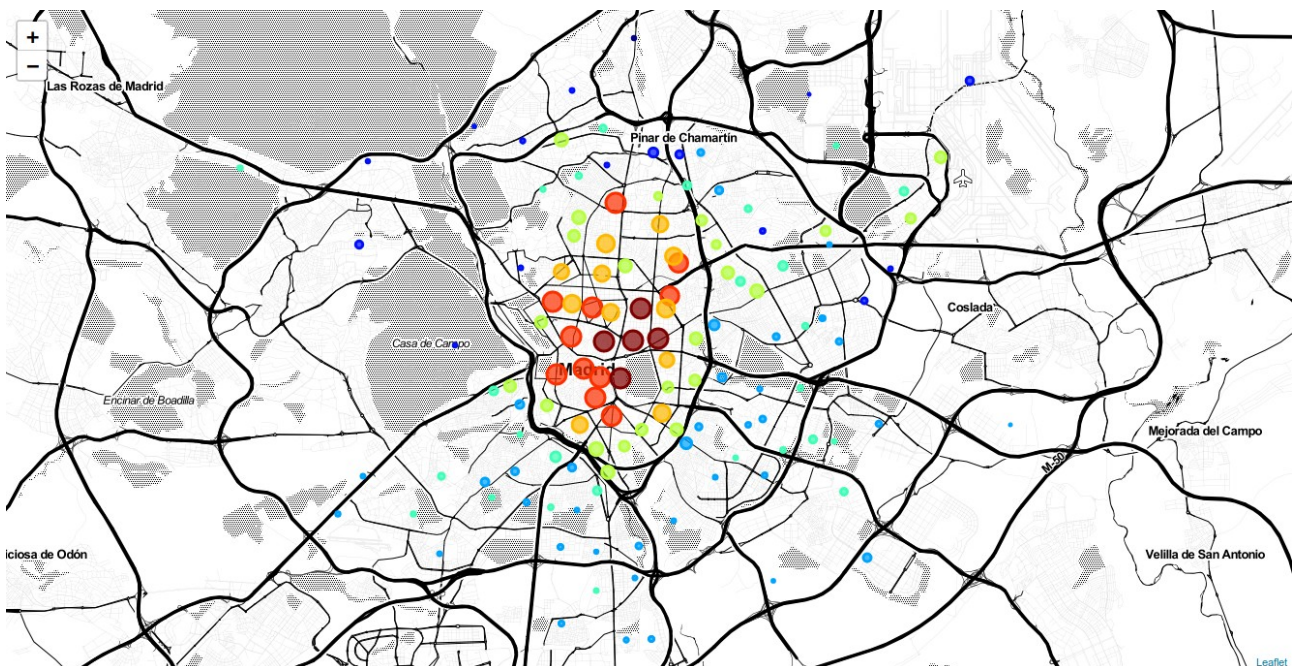 +
−
Las Rozas de Madrid
Pinar de Chamartín
Coslada
Casa de Campo
Madrid
Encinar de Boadilla
Mejorada del Campo
M-50
iciosa de Odón
Velilla de San Antonio
Leaflet